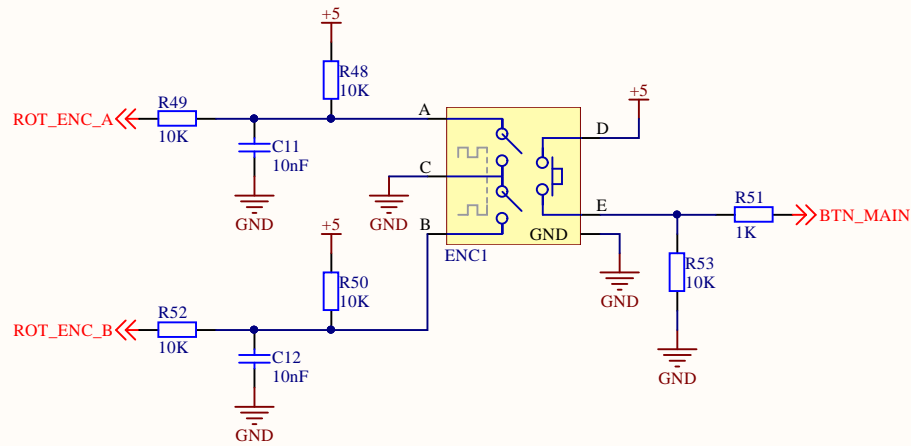 +5
R48
10K
R49
10K
ROT_ENC_A
C11
10nF
GND
A
C
B
GND
D
E
GND
ENC1
+5
GND
R51
1K
BTN_MAIN
R53
10K
GND
+5
R50
10K
R52
10K
ROT_ENC_B
C12
10nF
GND